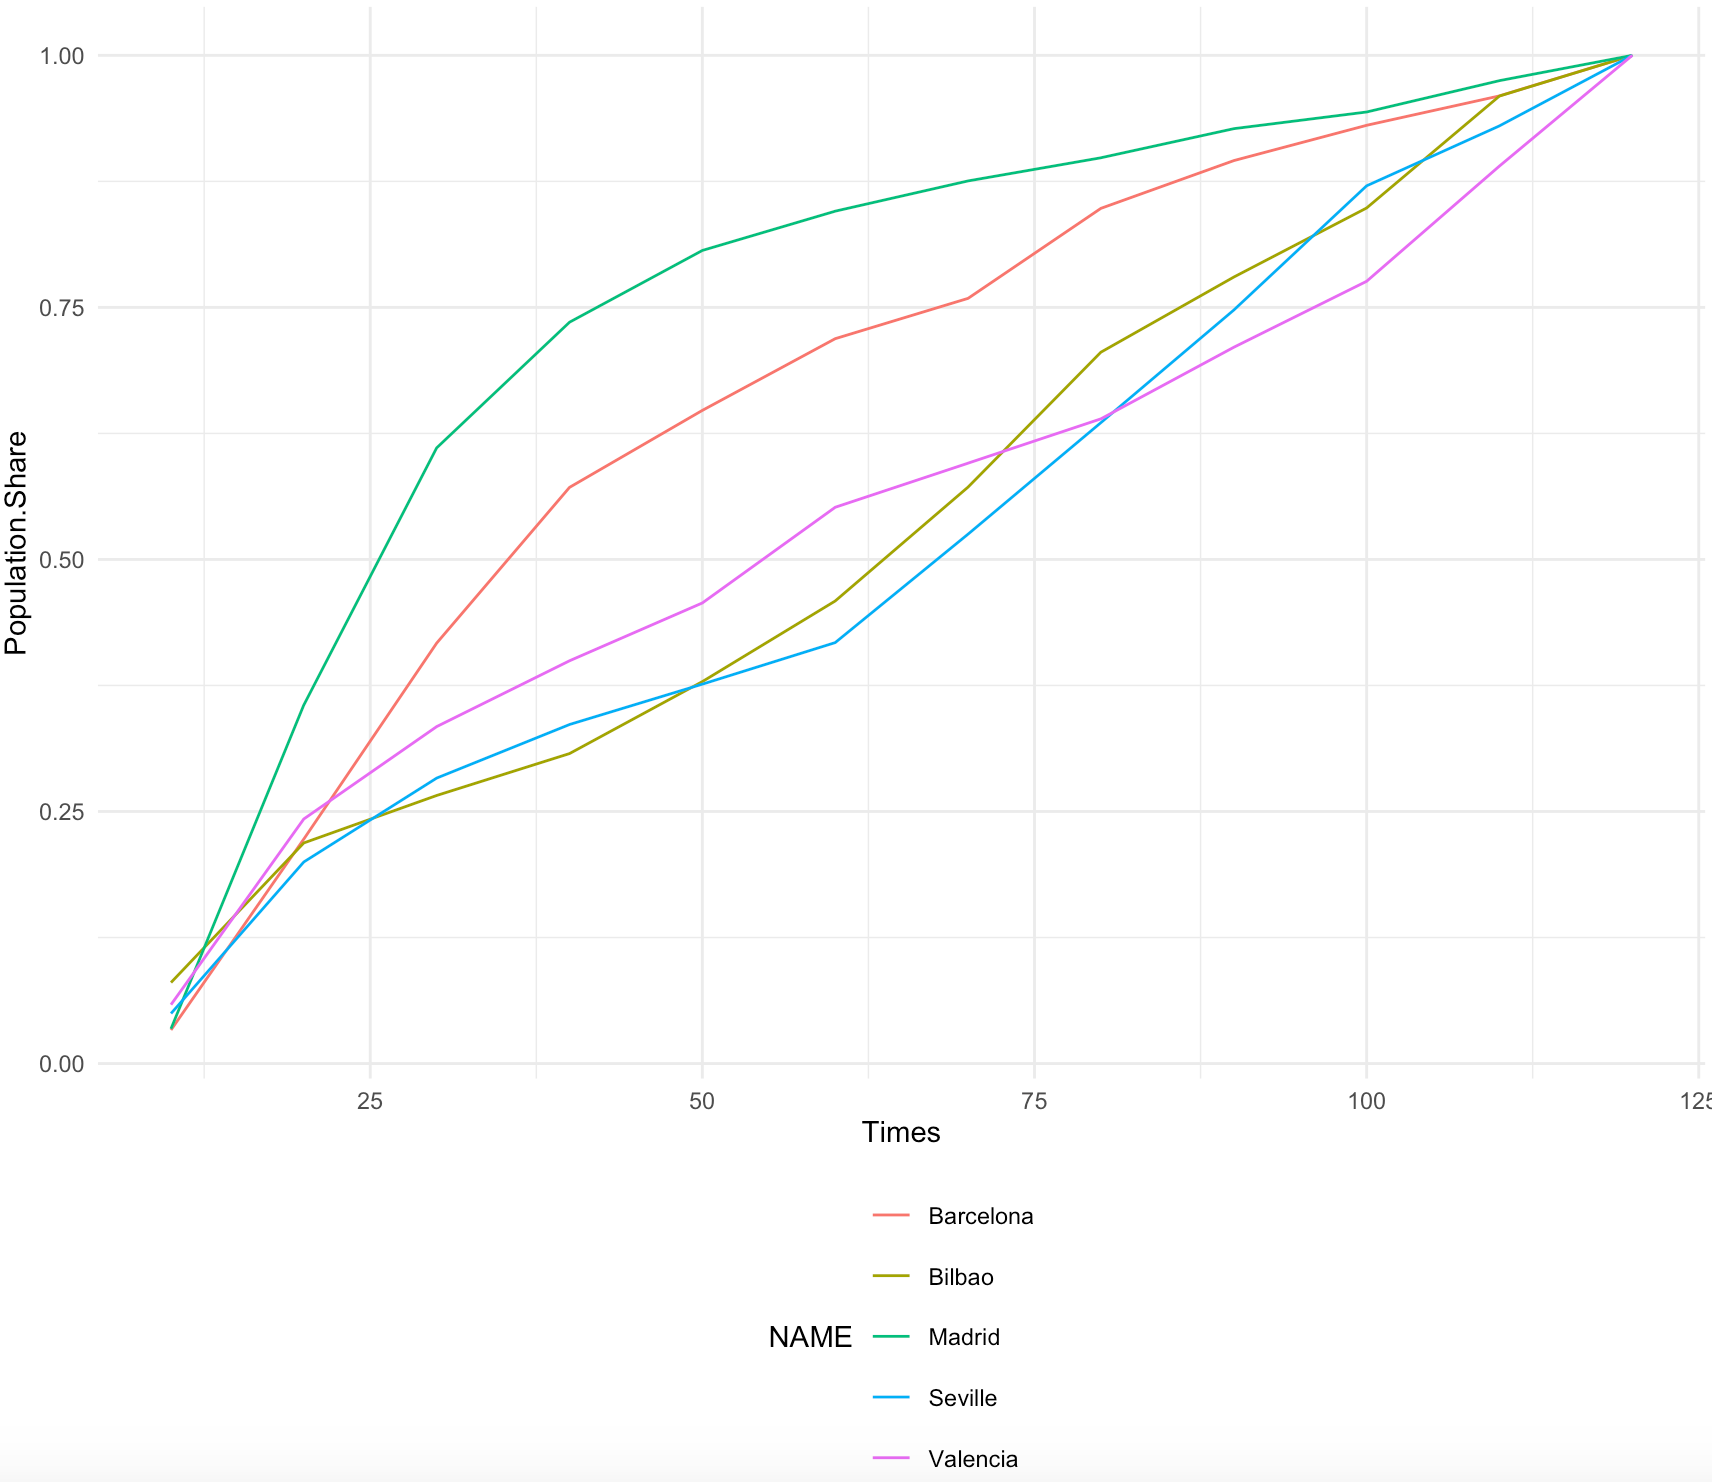 1.00
0.75
0.50
0.25
0.00
Population.Share
25 50 75 100 125
Times
NAME
Barcelona
Bilbao
Madrid
Seville
Valencia